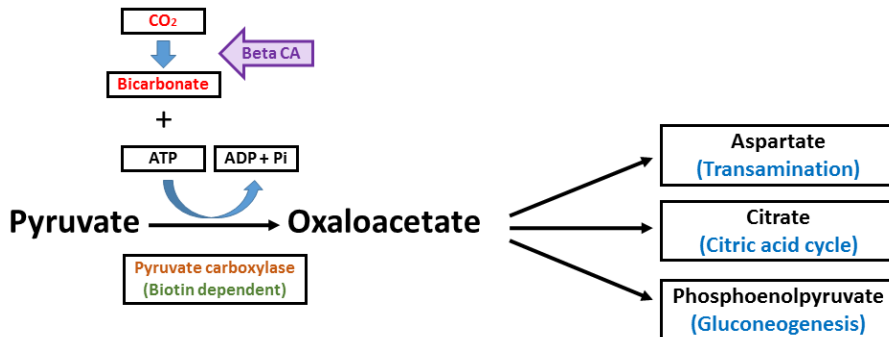 CO₂
Beta CA
Bicarbonate
+
ATP
ADP + Pi
Pyruvate
Oxaloacetate
Pyruvate carboxylase
(Biotin dependent)
Aspartate
(Transamination)
Citrate
(Citric acid cycle)
Phosphoenolpyruvate
(Gluconeogenesis)